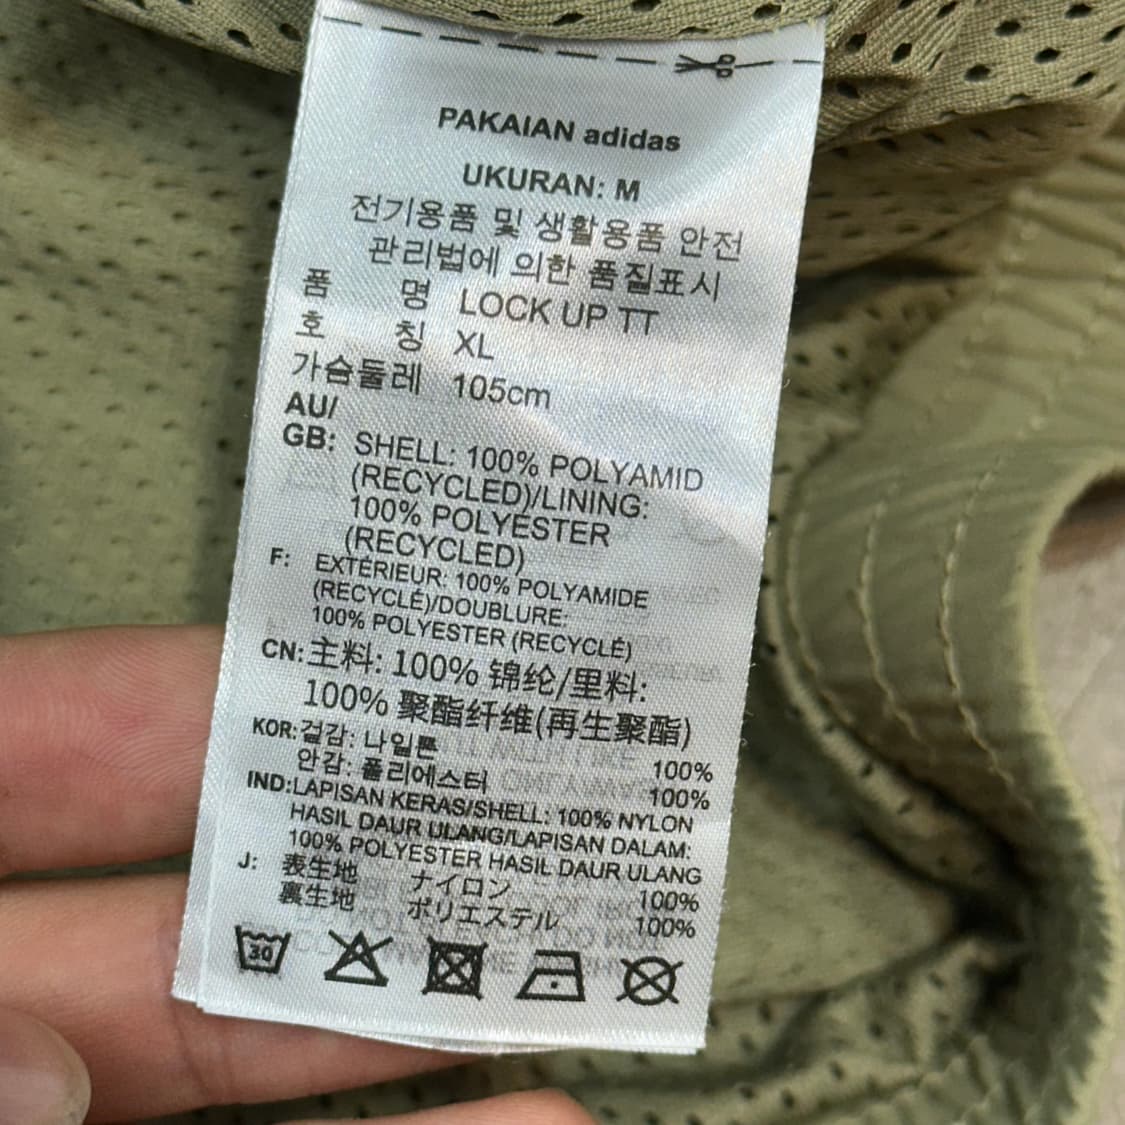 PAKAIAN adidas
UKURAN: M
전기용품 및 생활용품 안전
관리법에 의한 품질표시
품 명 LOCK UP TT
호 칭 XL
가슴둘레 105cm
AU/
GB: SHELL: 100% POLYAMID
(RECYCLED)/LINING:
100% POLYESTER
(RECYCLED)
F: EXTÉRIEUR: 100% POLYAMIDE
(RECYCLÉ)/DOUBLURE:
100% POLYESTER (RECYCLÉ)
CN: 主料: 100% 锦纶/里料:
100% 聚酯纤维(再生聚酯)
KOR: 겉감: 나일론 100%
안감: 폴리에스터 100%
IND: LAPISAN KERAS/SHELL: 100% NYLON
HASIL DAUR ULANG/LAPISAN DALAM:
100% POLYESTER HASIL DAUR ULANG
J: 表生地 ナイロン 100%
裏生地 ポリエステル 100%
30